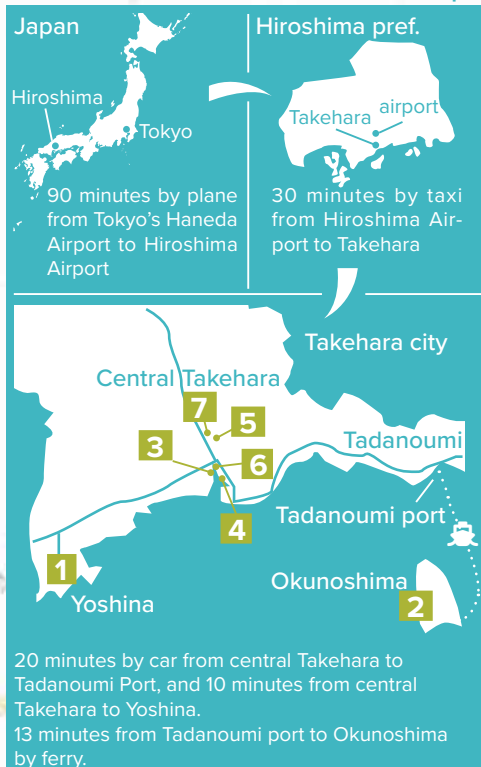 Japan
Hiroshima
Tokyo
90 minutes by plane
from Tokyo's Haneda
Airport to Hiroshima
Airport
Hiroshima pref.
airport
Takehara
30 minutes by taxi
from Hiroshima Air-
port to Takehara
Takehara city
Central Takehara
7
5
3
6
4
Tadanoumi
Tadanoumi port
1
Yoshina
Okunoshima
2
20 minutes by car from central Takehara to
Tadanoumi Port, and 10 minutes from central
Takehara to Yoshina.
13 minutes from Tadanoumi port to Okunoshima
by ferry.